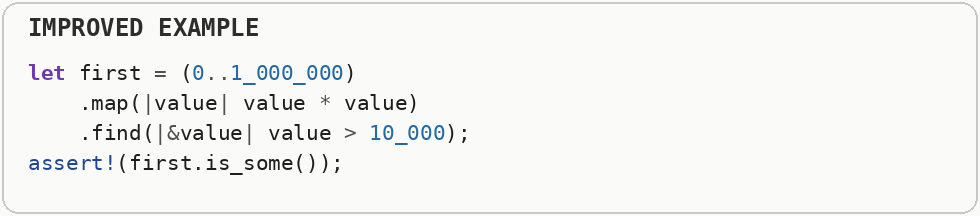 IMPROVED EXAMPLE
let first = (0..1_000_000)
    .map(|value| value * value)
    .find(|&value| value > 10_000);
assert!(first.is_some());